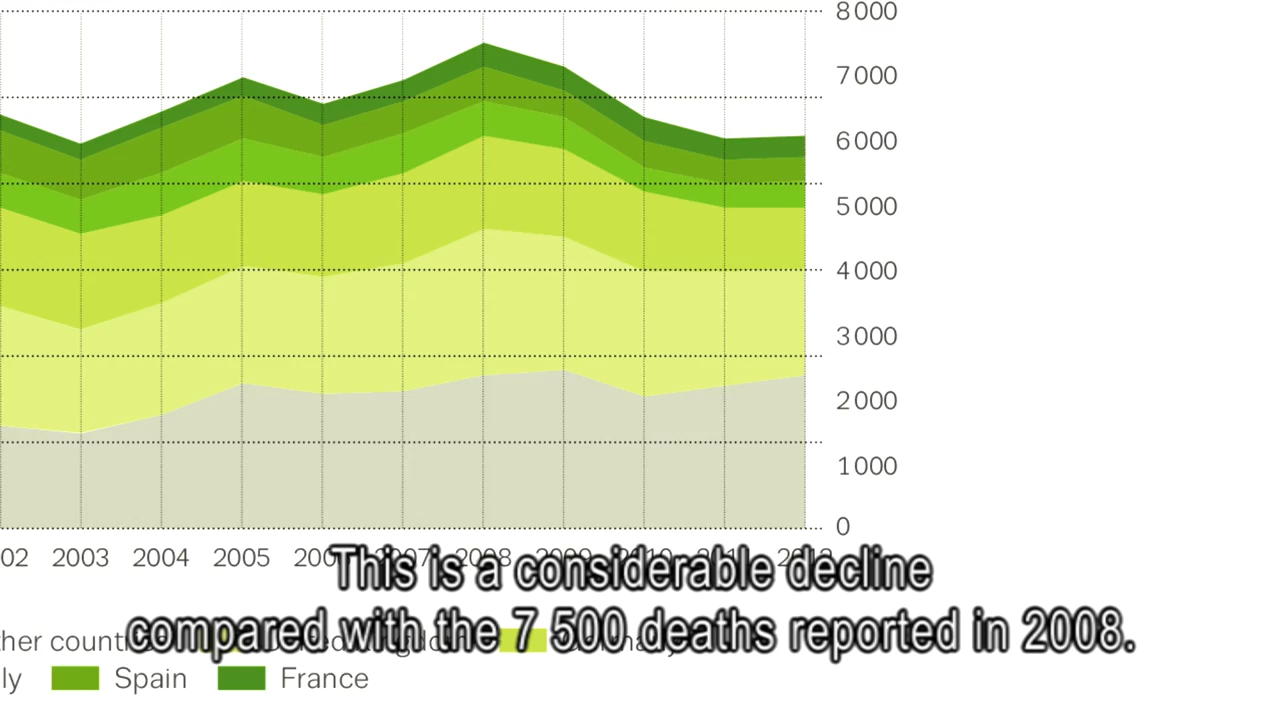 8 000
7 000
6 000
5 000
4 000
3 000
2 000
1 000
0
02 2003 2004 2005 2008
This is a considerable decline
compared with the 7 500 deaths reported in 2008.
ly Spain France